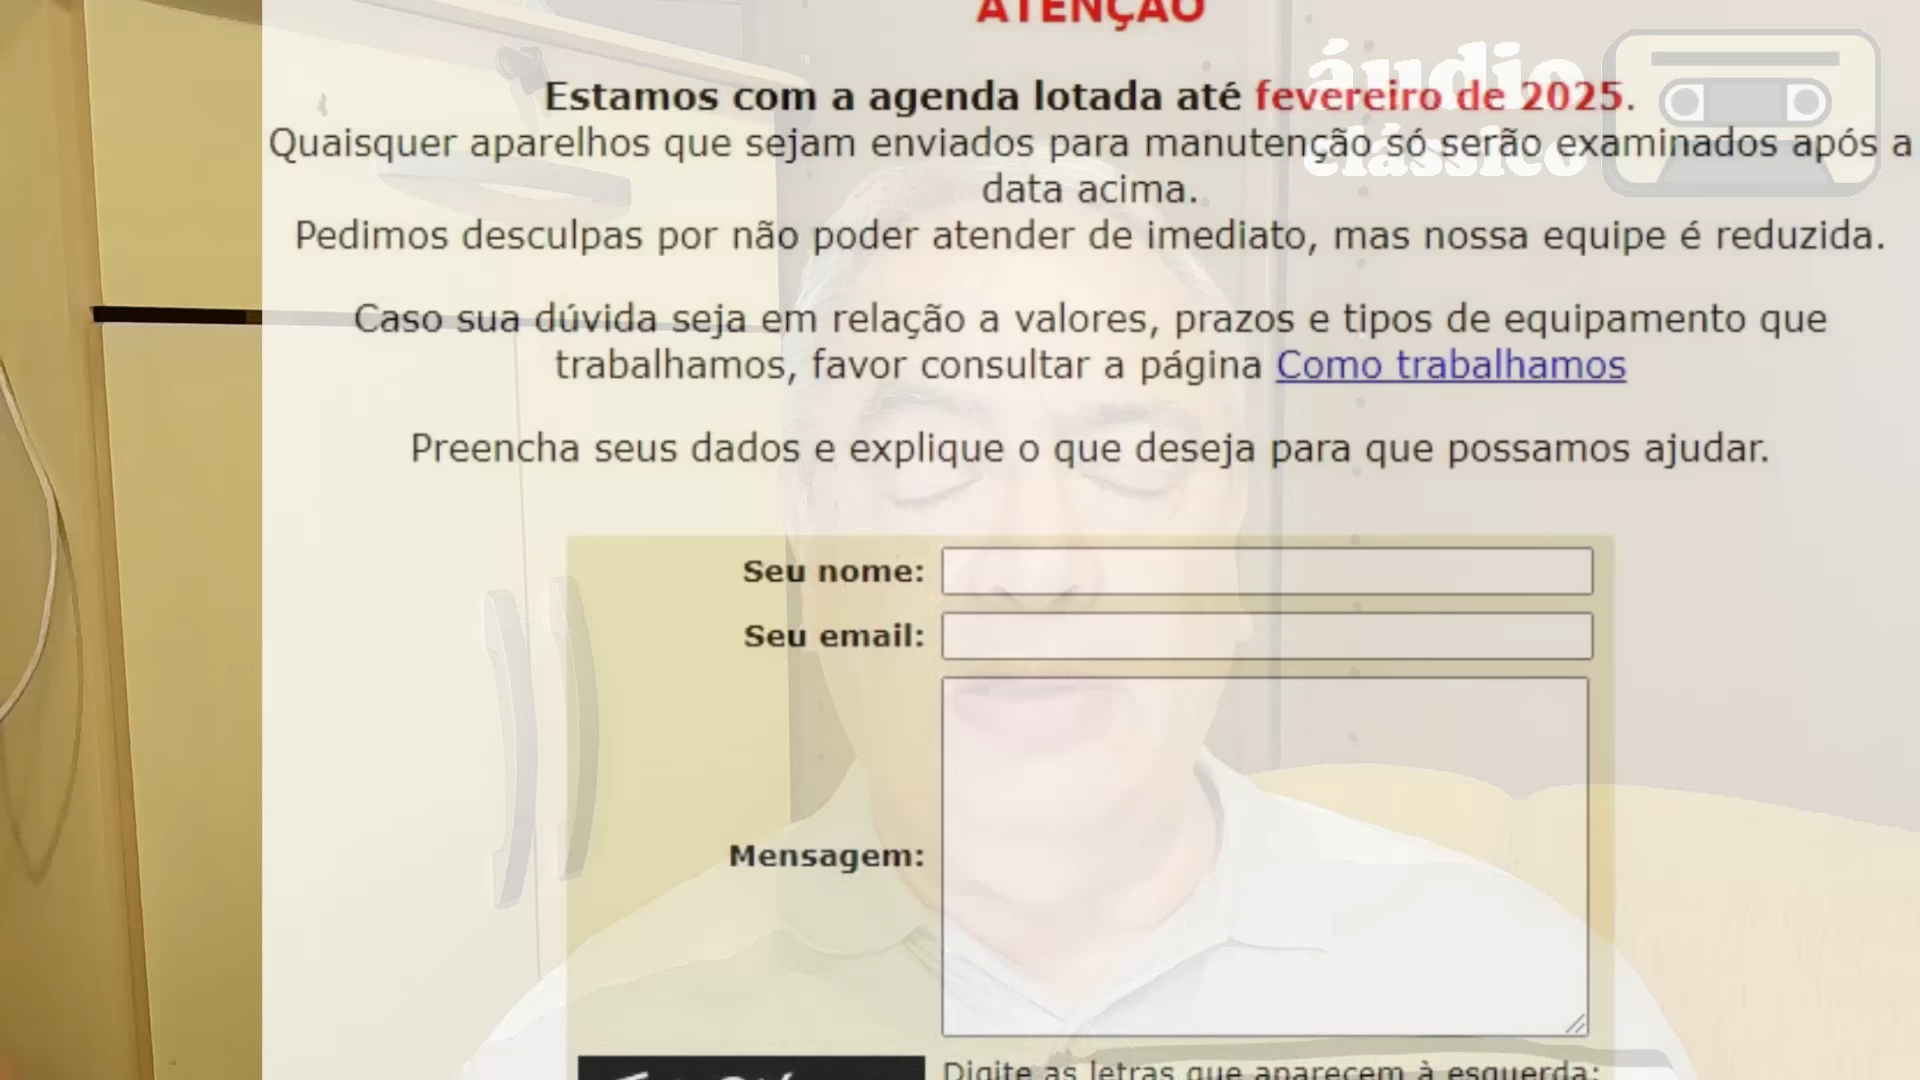 ATENÇÃO
áudio
clássico
Estamos com a agenda lotada até fevereiro de 2025.
Quaisquer aparelhos que sejam enviados para manutenção só serão examinados após a
data acima.
Pedimos desculpas por não poder atender de imediato, mas nossa equipe é reduzida.
Caso sua dúvida seja em relação a valores, prazos e tipos de equipamento que
trabalhamos, favor consultar a página Como trabalhamos
Preencha seus dados e explique o que deseja para que possamos ajudar.
Seu nome:
Seu email:
Mensagem:
Digite as letras que aparecem à esquerda: